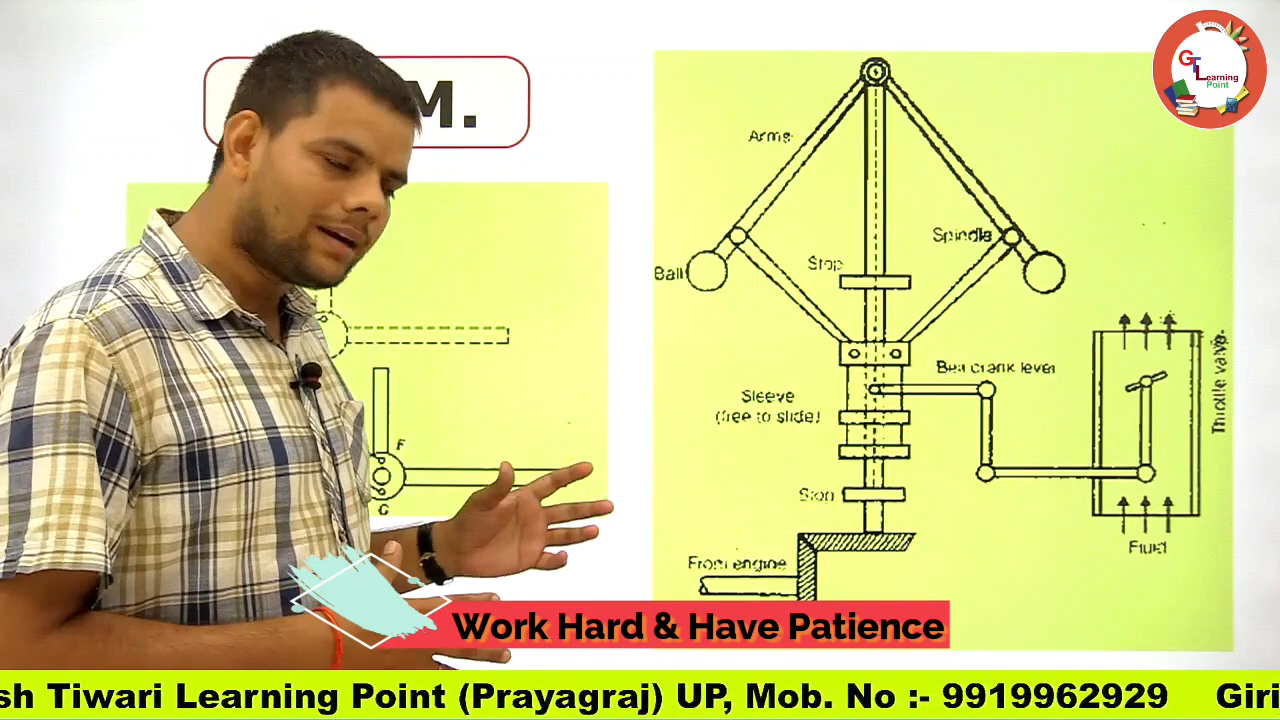 M.
GTLearning
Point
Arms
Spindle
Ball
Stop
Bell crank lever
Sleeve
(free to slide)
Throttle valve.
F
G
Stop
Fluid
From engine
Work Hard & Have Patience
sh Tiwari Learning Point (Prayagraj) UP, Mob. No :- 9919962929 Giri